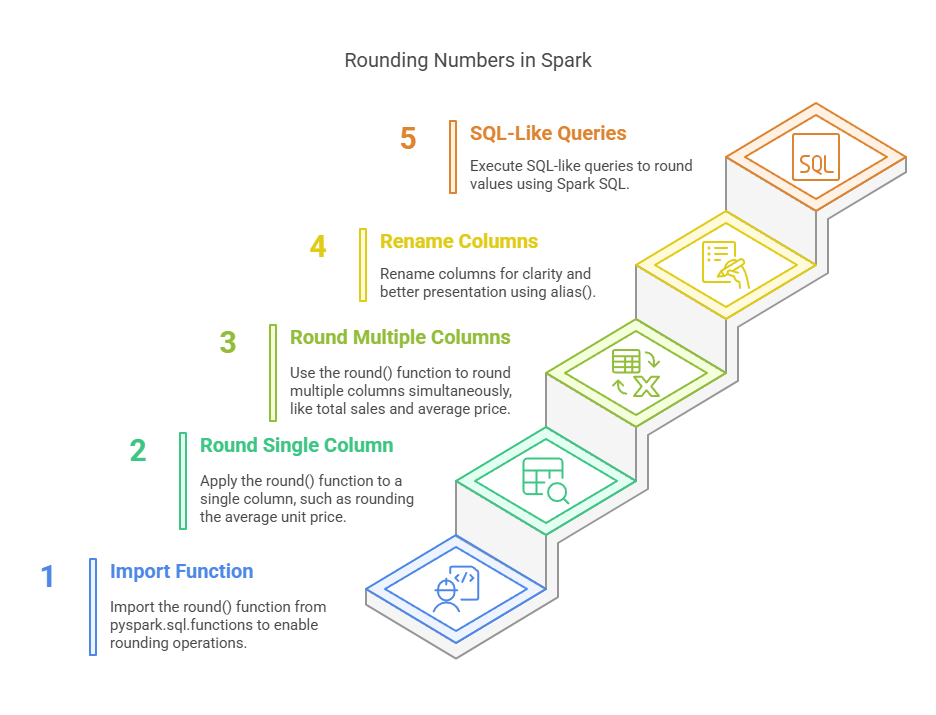 Rounding Numbers in Spark
5
SQL-Like Queries
Execute SQL-like queries to round
values using Spark SQL.
SQL
4
Rename Columns
Rename columns for clarity and
better presentation using alias().
3
Round Multiple Columns
Use the round() function to round
multiple columns simultaneously,
like total sales and average price.
2
Round Single Column
Apply the round() function to a
single column, such as rounding
the average unit price.
1
Import Function
Import the round() function from
pyspark.sql.functions to enable
rounding operations.